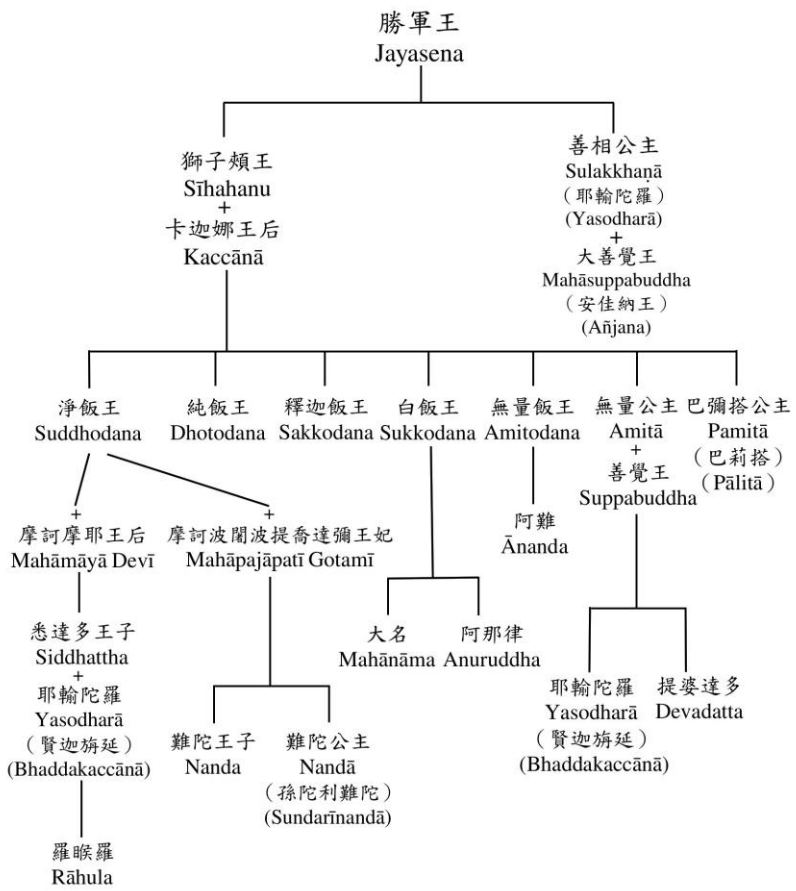 勝軍王
Jayasena
獅子頰王
Sīhahanu
+
卡迦娜王后
Kaccānā
善相公主
Sulakkhaṇā
（耶輸陀羅）
(Yasodharā)
+
大善覺王
Mahāsuppabuddha
（安佳納王）
(Añjana)
淨飯王
Suddhodana
純飯王
Dhotodana
釋迦飯王
Sakkodana
白飯王
Sukkodana
無量飯王
Amitodana
無量公主
Amitā
+
善覺王
Suppabuddha
巴彌搭公主
Pamitā
（巴莉搭）
（Pālitā）
+
摩訶摩耶王后
Mahāmāyā Devī
+
摩訶波闍波提喬達彌王妃
Mahāpajāpatī Gotamī
阿難
Ānanda
悉達多王子
Siddhattha
+
耶輸陀羅
Yasodharā
（賢迦旃延）
(Bhaddakaccānā)
大名
Mahānāma
阿那律
Anuruddha
耶輸陀羅
Yasodharā
（賢迦旃延）
(Bhaddakaccānā)
提婆達多
Devadatta
難陀王子
Nanda
難陀公主
Nandā
（孫陀利難陀）
(Sundarīnandā)
羅睺羅
Rāhula